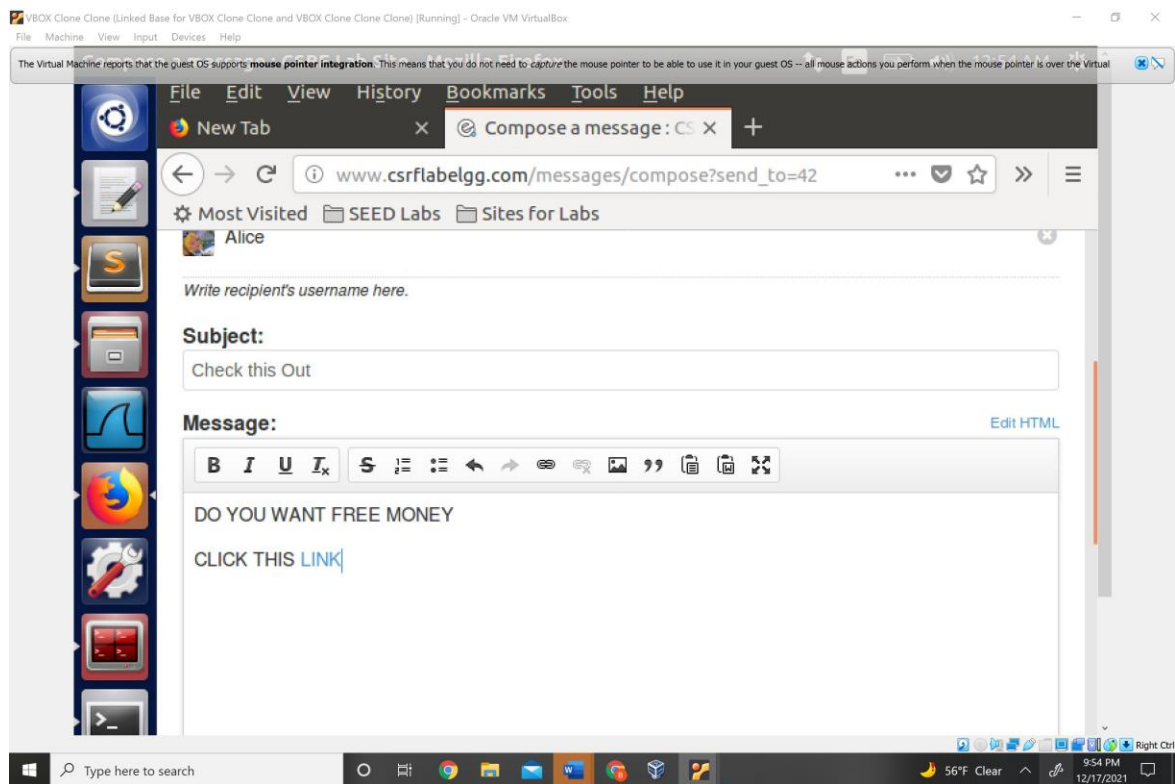 VBOX Clone Clone (Linked Base for VBOX Clone Clone and VBOX Clone Clone Clone) [Running] - Oracle VM VirtualBox
File Machine View Input Devices Help
The Virtual Machine reports that the guest OS supports mouse pointer integration. This means that you do not need to capture the mouse pointer to be able to use it in your guest OS -- all mouse actions you perform when the mouse pointer is over the Virtual
File Edit View History Bookmarks Tools Help
New Tab Compose a message : CS
www.csrflabelgg.com/messages/compose?send_to=42
Most Visited SEED Labs Sites for Labs
Alice
Write recipient's username here.
Subject:
Check this Out
Message: Edit HTML
B I U Tx S
DO YOU WANT FREE MONEY
CLICK THIS LINK
Right Ctrl
Type here to search 56°F Clear 9:54 PM
12/17/2021